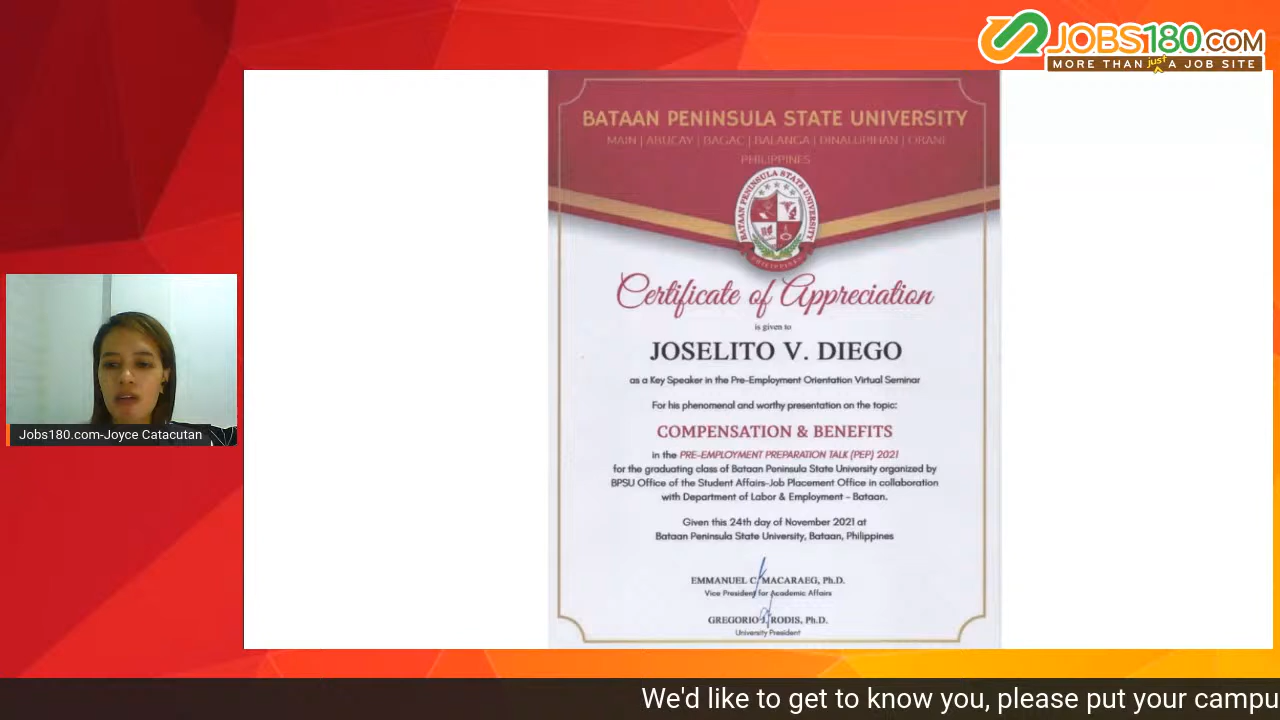 JOBS180.COM
MORE THAN just A JOB SITE
BATAAN PENINSULA STATE UNIVERSITY
MAIN | ABUCAY | BAGAC | BALANGA | DINALUPIHAN | ORANI
PHILIPPINES
BATAAN PENINSULA STATE UNIVERSITY
PHILIPPINES
Certificate of Appreciation
is given to
JOSELITO V. DIEGO
as a Key Speaker in the Pre-Employment Orientation Virtual Seminar
For his phenomenal and worthy presentation on the topic:
COMPENSATION & BENEFITS
in the PRE-EMPLOYMENT PREPARATION TALK (PEP) 2021
for the graduating class of Bataan Peninsula State University organized by
BPSU Office of the Student Affairs-Job Placement Office in collaboration
with Department of Labor & Employment - Bataan.
Given this 24th day of November 2021 at
Bataan Peninsula State University, Bataan, Philippines
EMMANUEL C. MACARAEG, Ph.D.
Vice President for Academic Affairs
GREGORIO J. RODIS, Ph.D.
University President
Jobs180.com-Joyce Catacutan
We'd like to get to know you, please put your campu